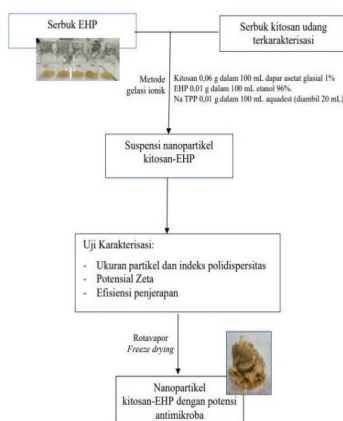 Serbuk EHP
Serbuk kitosan udang
terkarakterisasi
Metode
gelasi ionik
Kitosan 0,06 g dalam 100 mL dapar asetat glasial 1%
EHP 0,01 g dalam 100 mL etanol 96%.
Na TPP 0,01 g dalam 100 mL aquadest (diambil 20 mL)
Suspensi nanopartikel
kitosan-EHP
Uji Karakterisasi:
- Ukuran partikel dan indeks polidispersitas
- Potensial Zeta
- Efisiensi penjerapan
Rotavapor
Freeze drying
Nanopartikel
kitosan-EHP dengan potensi
antimikroba